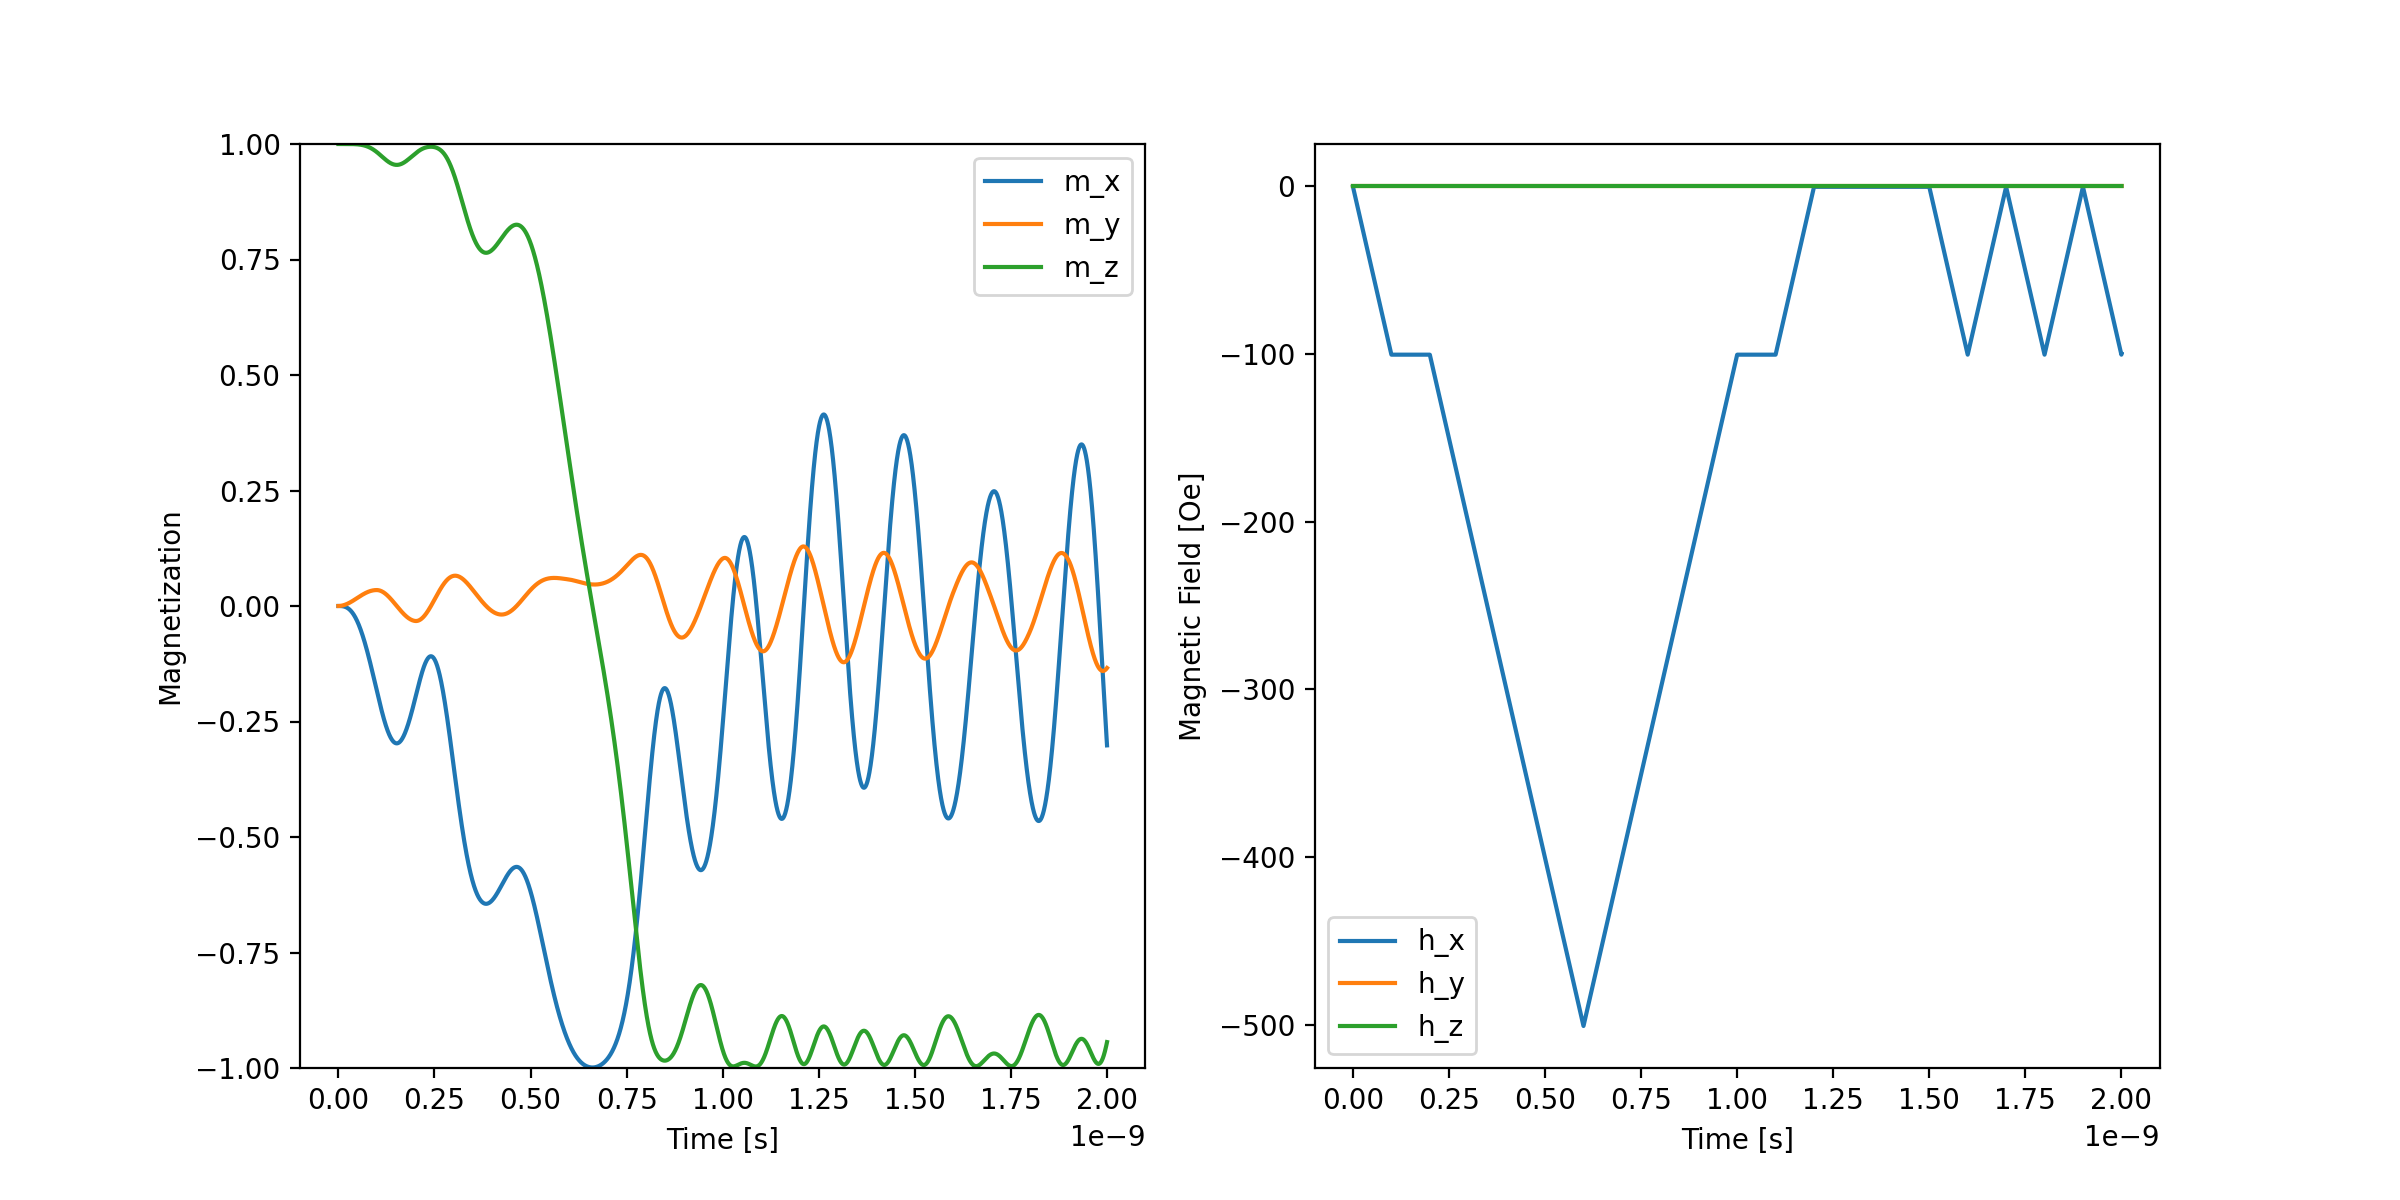 1.00
0.75
0.50
0.25
0.00
−0.25
−0.50
−0.75
−1.00
Magnetization
m_x
m_y
m_z
0.00 0.25 0.50 0.75 1.00 1.25 1.50 1.75 2.00
Time [s]
1e−9
0
−100
−200
−300
−400
−500
Magnetic Field [Oe]
h_x
h_y
h_z
0.00 0.25 0.50 0.75 1.00 1.25 1.50 1.75 2.00
Time [s]
1e−9